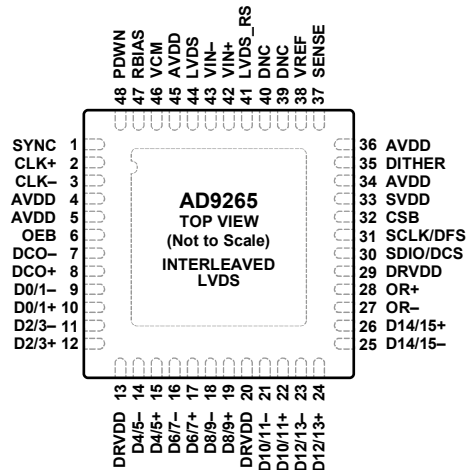 48 PDWN
47 RBIAS
46 VCM
45 AVDD
44 LVDS
43 VIN–
42 VIN+
41 LVDS_RS
40 DNC
39 DNC
38 VREF
37 SENSE
SYNC 1
CLK+ 2
CLK– 3
AVDD 4
AVDD 5
OEB 6
DCO– 7
DCO+ 8
D0/1– 9
D0/1+ 10
D2/3– 11
D2/3+ 12
AD9265
TOP VIEW
(Not to Scale)
INTERLEAVED
LVDS
36 AVDD
35 DITHER
34 AVDD
33 SVDD
32 CSB
31 SCLK/DFS
30 SDIO/DCS
29 DRVDD
28 OR+
27 OR–
26 D14/15+
25 D14/15–
DRVDD 13
D4/5– 14
D4/5+ 15
D6/7– 16
D6/7+ 17
D8/9– 18
D8/9+ 19
DRVDD 20
D10/11– 21
D10/11+ 22
D12/13– 23
D12/13+ 24